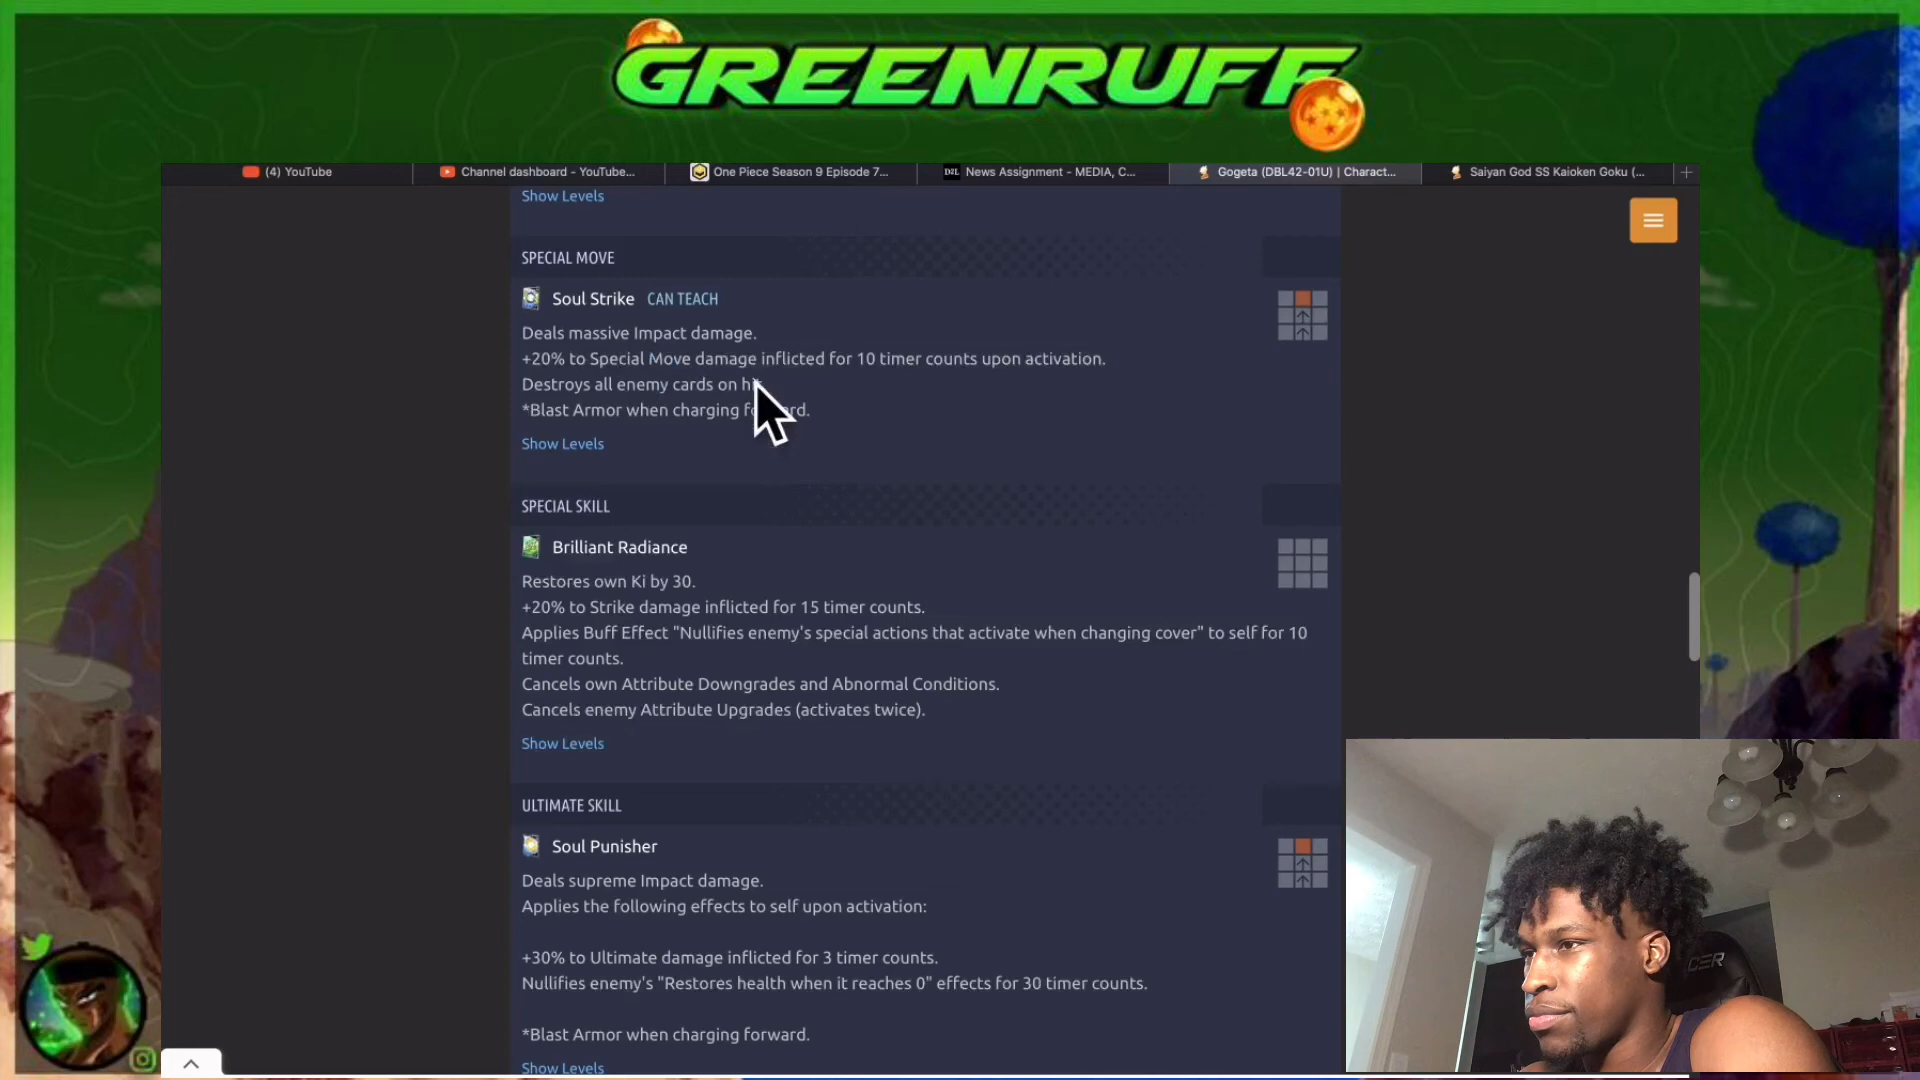 GREENRUFF
(4) YouTube
Channel dashboard - YouTube...
One Piece Season 9 Episode 7...
D2L
News Assignment - MEDIA, C...
Gogeta (DBL42-01U) | Charact...
Saiyan God SS Kaioken Goku (...
Show Levels
SPECIAL MOVE
Soul Strike CAN TEACH
Deals massive Impact damage.
+20% to Special Move damage inflicted for 10 timer counts upon activation.
Destroys all enemy cards on
*Blast Armor when charging
Show Levels
SPECIAL SKILL
Brilliant Radiance
Restores own Ki by 30.
+20% to Strike damage inflicted for 15 timer counts.
Applies Buff Effect "Nullifies enemy's special actions that activate when changing cover" to self for 10
timer counts.
Cancels own Attribute Downgrades and Abnormal Conditions.
Cancels enemy Attribute Upgrades (activates twice).
Show Levels
ULTIMATE SKILL
Soul Punisher
Deals supreme Impact damage.
Applies the following effects to self upon activation:
+30% to Ultimate damage inflicted for 3 timer counts.
Nullifies enemy's "Restores health when it reaches 0" effects for 30 timer counts.
*Blast Armor when charging forward.
Show Levels